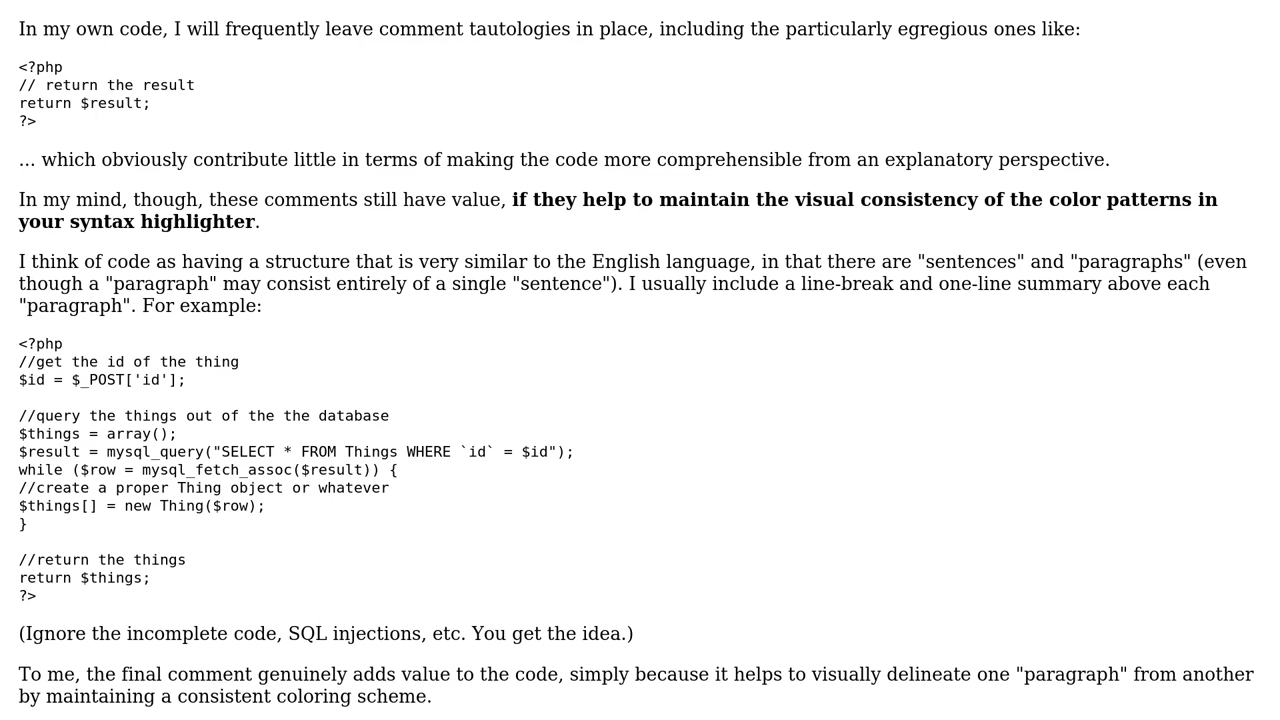 In my own code, I will frequently leave comment tautologies in place, including the particularly egregious ones like:
<?php
// return the result
return $result;
?>
... which obviously contribute little in terms of making the code more comprehensible from an explanatory perspective.
In my mind, though, these comments still have value, if they help to maintain the visual consistency of the color patterns in
your syntax highlighter.
I think of code as having a structure that is very similar to the English language, in that there are "sentences" and "paragraphs" (even
though a "paragraph" may consist entirely of a single "sentence"). I usually include a line-break and one-line summary above each
"paragraph". For example:
<?php
//get the id of the thing
$id = $_POST['id'];
//query the things out of the the database
$things = array();
$result = mysql_query("SELECT * FROM Things WHERE `id` = $id");
while ($row = mysql_fetch_assoc($result)) {
//create a proper Thing object or whatever
$things[] = new Thing($row);
}
//return the things
return $things;
?>
(Ignore the incomplete code, SQL injections, etc. You get the idea.)
To me, the final comment genuinely adds value to the code, simply because it helps to visually delineate one "paragraph" from another
by maintaining a consistent coloring scheme.